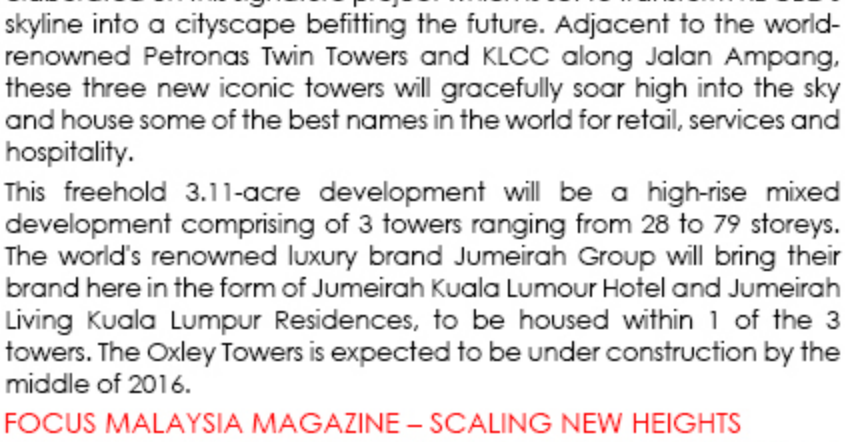 skyline into a cityscape befitting the future. Adjacent to the world-
renowned Petronas Twin Towers and KLCC along Jalan Ampang,
these three new iconic towers will gracefully soar high into the sky
and house some of the best names in the world for retail, services and
hospitality.
This freehold 3.11-acre development will be a high-rise mixed
development comprising of 3 towers ranging from 28 to 79 storeys.
The world's renowned luxury brand Jumeirah Group will bring their
brand here in the form of Jumeirah Kuala Lumour Hotel and Jumeirah
Living Kuala Lumpur Residences, to be housed within 1 of the 3
towers. The Oxley Towers is expected to be under construction by the
middle of 2016.
FOCUS MALAYSIA MAGAZINE – SCALING NEW HEIGHTS